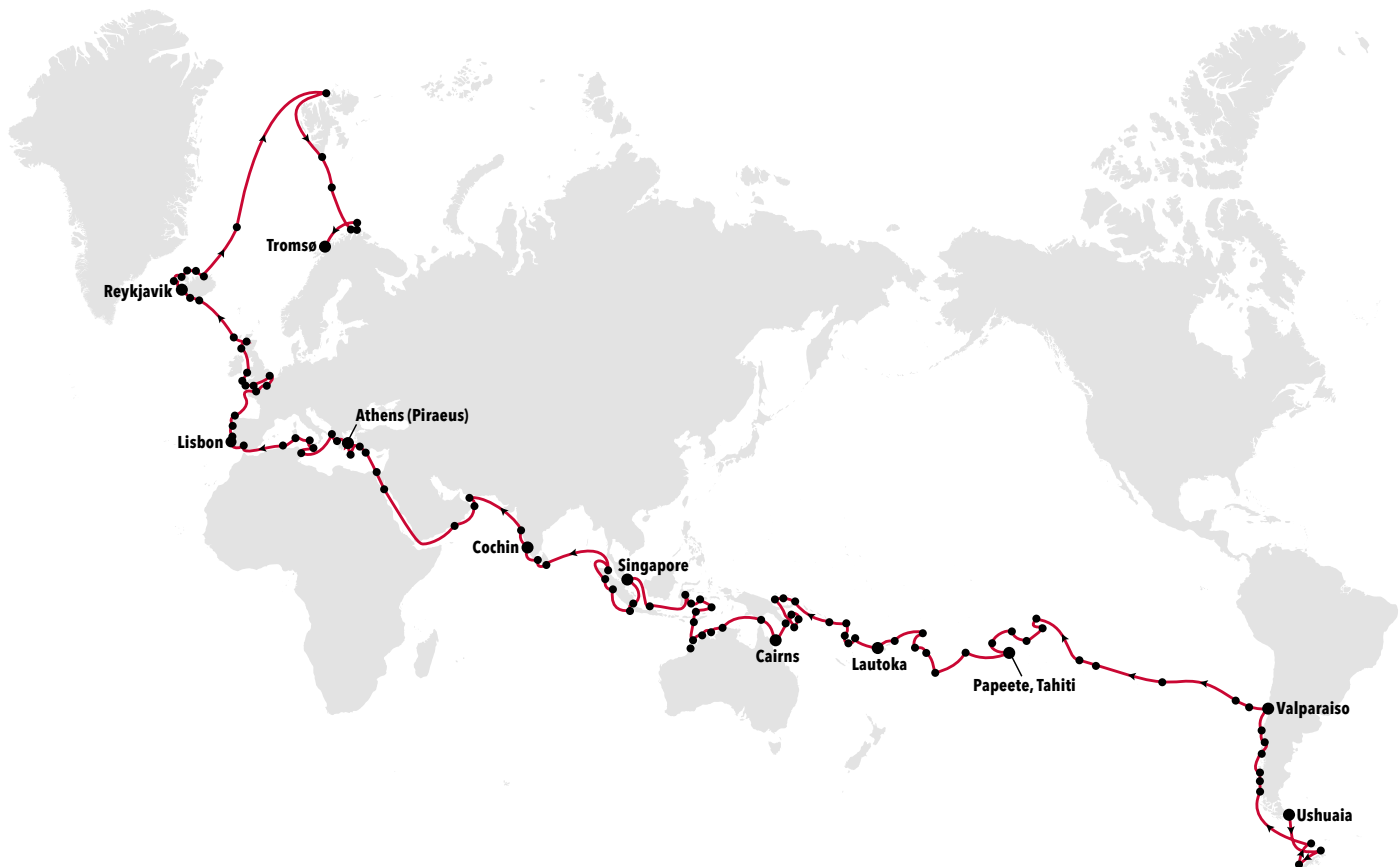 Tromsø
Reykjavik
Athens (Piraeus)
Lisbon
Cochin
Singapore
Cairns
Lautoka
Papeete, Tahiti
Valparaiso
Ushuaia